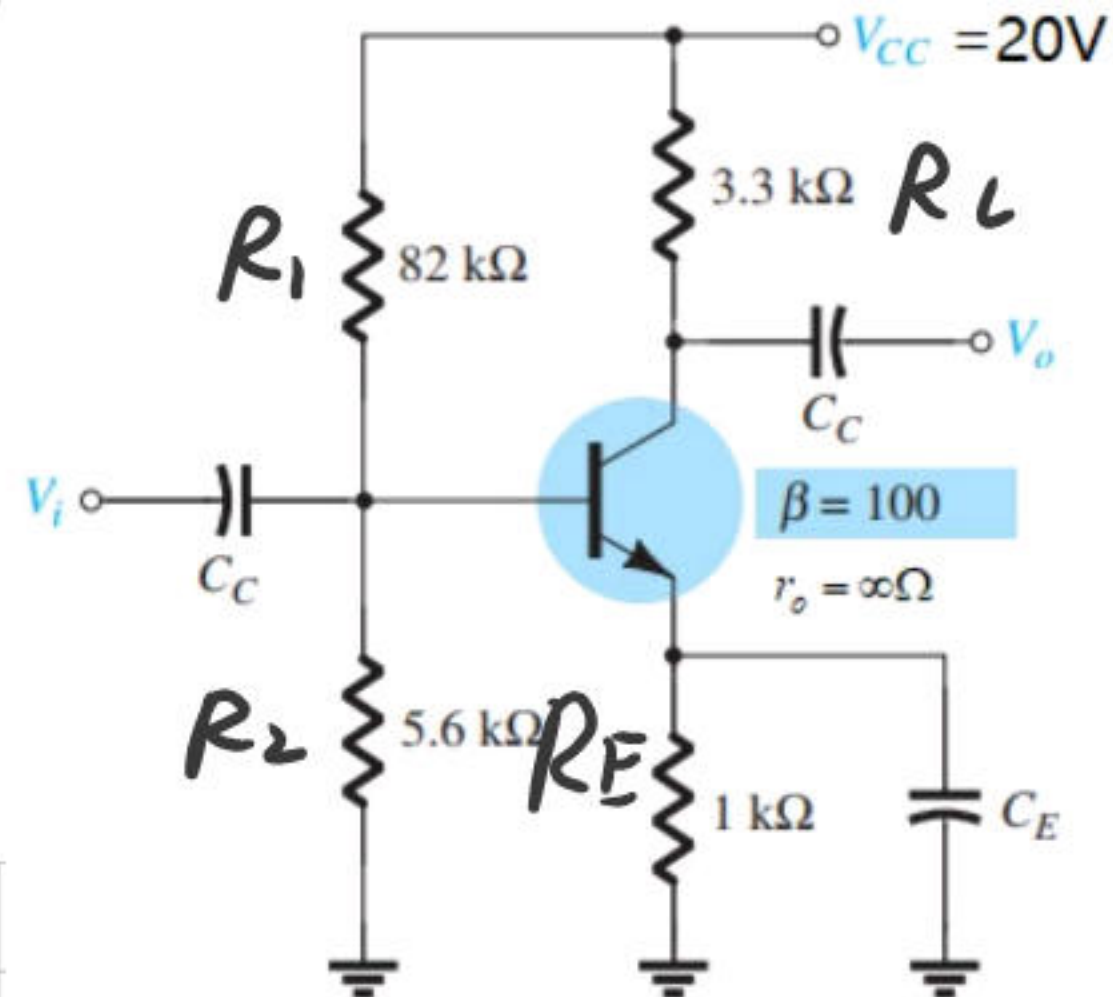 V_CC = 20V
3.3 kΩ R_L
R_1 82 kΩ
V_o
C_C
V_i
β = 100
C_C
r_o = ∞Ω
R_2 5.6 kΩ R_E
1 kΩ C_E